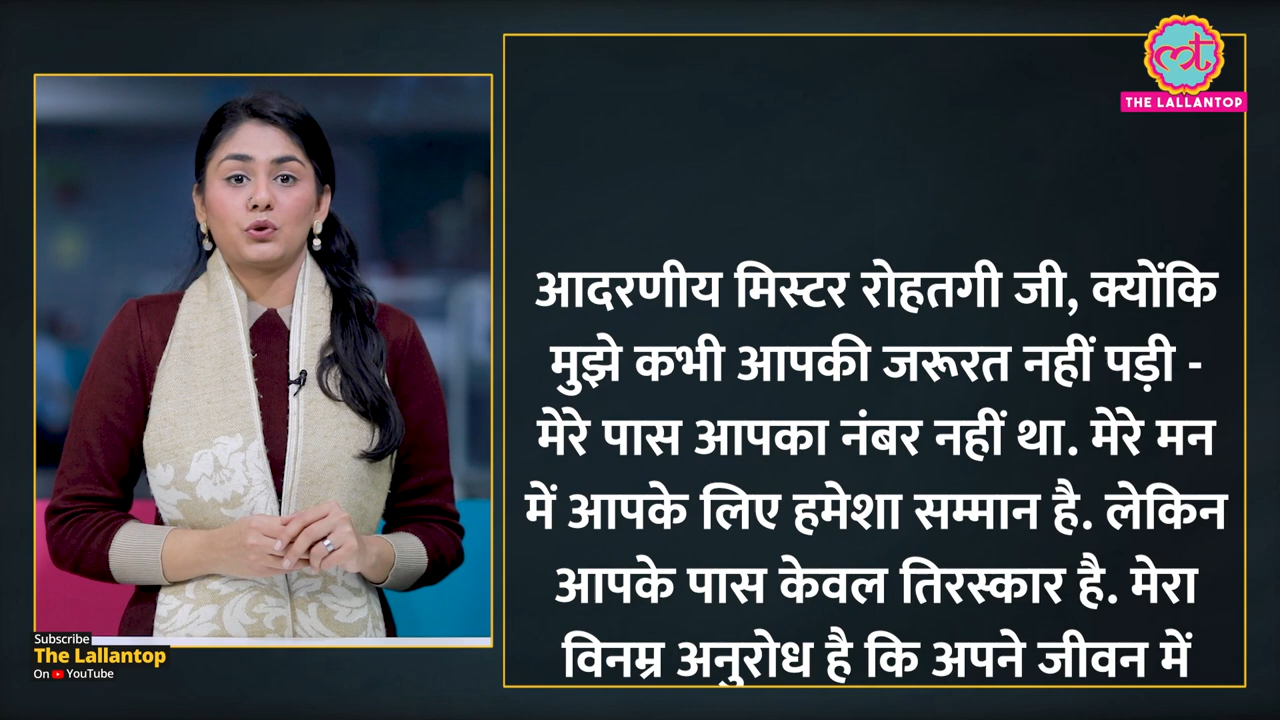 THE LALLANTOP
आदरणीय मिस्टर रोहतगी जी, क्योंकि
मुझे कभी आपकी जरूरत नहीं पड़ी -
मेरे पास आपका नंबर नहीं था. मेरे मन
में आपके लिए हमेशा सम्मान है. लेकिन
आपके पास केवल तिरस्कार है. मेरा
विनम्र अनुरोध है कि अपने जीवन में
Subscribe
The Lallantop
On YouTube